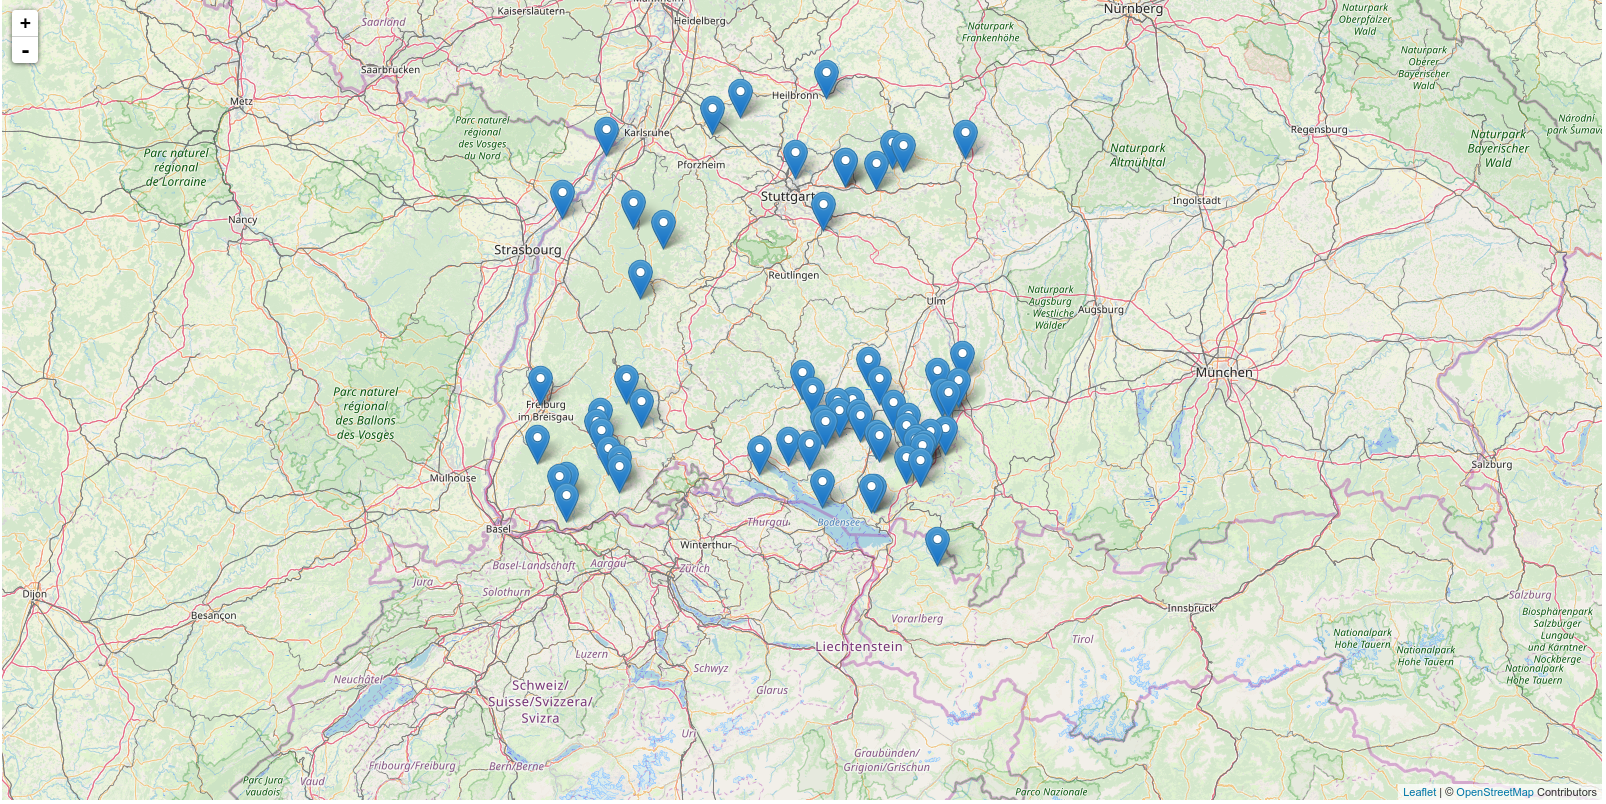 +
-
Kaiserslautern
Heidelberg
Nürnberg
Naturpark
Oberpfälzer
Wald
Saarland
Naturpark
Frankenhöhe
Naturpark
Oberer
Bayerischer
Wald
Saarbrücken
Metz
Heilbronn
Parc naturel
régional
des Vosges
du Nord
Karlsruhe
Regensburg
Národní
park Šumava
Naturpark
Bayerischer
Wald
Parc naturel
régional
de Lorraine
Pforzheim
Naturpark
Altmühltal
Stuttgart
Ingolstadt
Nancy
Strasbourg
Reutlingen
Ulm
Naturpark
Augsburg
- Westliche
Wälder
Augsburg
München
Parc naturel
régional
des Ballons
des Vosges
Freiburg
im Breisgau
Salzburg
Mulhouse
Basel
Thurgau
Bodensee
Winterthur
Basel-Landschaft
Aargau
Zürich
Jura
Solothurn
Dijon
Besançon
Innsbruck
Salzburg
Vorarlberg
Biosphärenpark
Salzburger
Lungau
und Kärntner
Nockberge
Liechtenstein
Tirol
Nationalpark
Hohe Tauern
Nationalpark
Hohe Tauern
Nationalpark
Hohe Tauern
Luzern
Schwyz
Neuchâtel
Glarus
Schweiz/
Suisse/Svizzera/
Svizra
Uri
Graubünden/
Grigioni/Grischun
Fribourg/Freiburg
Bern/Berne
Parc Jura
vaudois
Vaud
Parco Nazionale
Leaflet | © OpenStreetMap Contributors